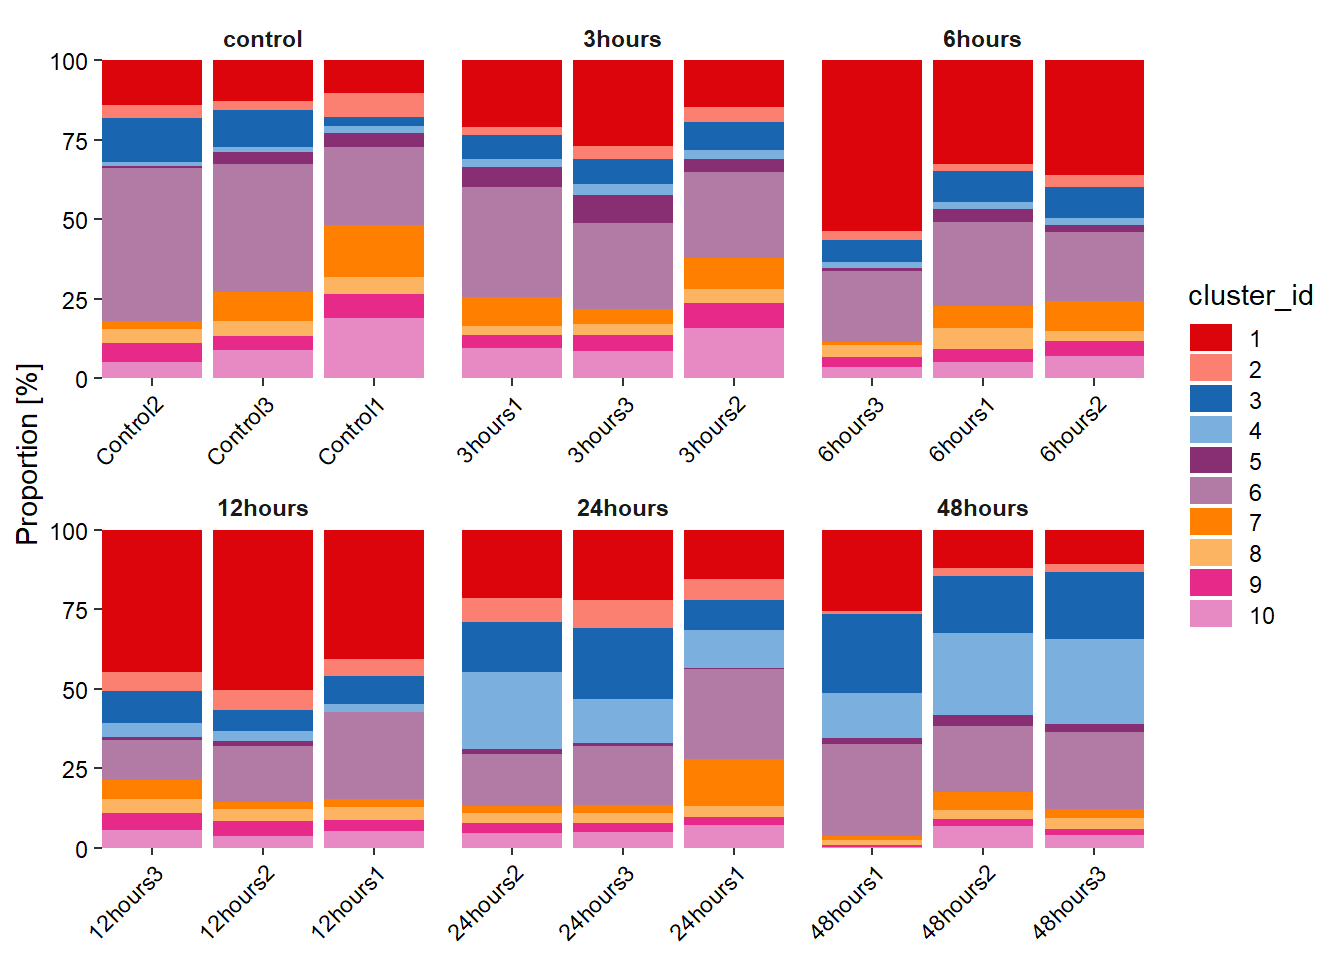 control
3hours
6hours
100
75
50
25
0
Control2
Control3
Control1
3hours1
3hours3
3hours2
6hours3
6hours1
6hours2
Proportion [%]
12hours
24hours
48hours
100
75
50
25
0
12hours3
12hours2
12hours1
24hours2
24hours3
24hours1
48hours1
48hours2
48hours3
cluster_id
1
2
3
4
5
6
7
8
9
10